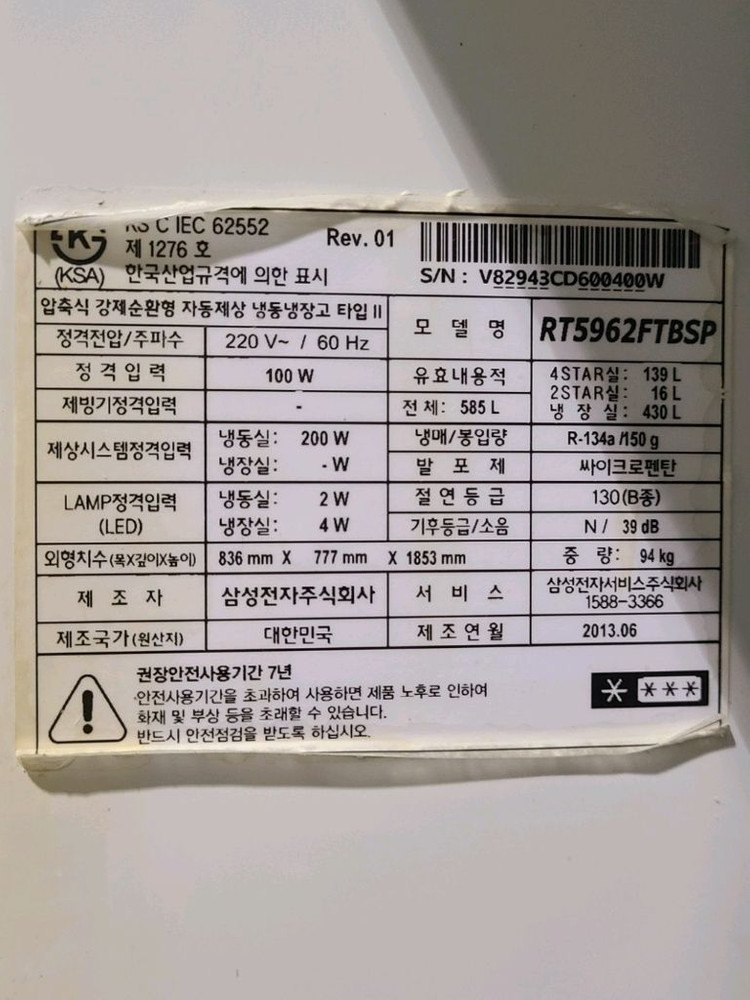 KS C IEC 62552
제 1276 호
Rev. 01
(KSA) 한국산업규격에 의한 표시
S/N : V82943CD600400W
압축식 강제순환형 자동제상 냉동냉장고 타입 II
모 델 명 RT5962FTBSP
정격전압/주파수 220 V~ / 60 Hz
정 격 입 력 100 W
유효내용적 4STAR실: 139 L
2STAR실: 16 L
전 체: 585 L 냉 장 실: 430 L
제빙기정격입력 -
제상시스템정격입력 냉동실: 200 W
냉장실: - W
냉매/봉입량 R-134a /150 g
발 포 제 싸이크로펜탄
LAMP정격입력 냉동실: 2 W
(LED) 냉장실: 4 W
절 연 등 급 130 (B종)
기후등급/소음 N / 39 dB
외형치수(폭X깊이X높이) 836 mm X 777 mm X 1853 mm
중 량: 94 kg
제 조 자 삼성전자주식회사
서 비 스 삼성전자서비스주식회사
1588-3366
제조국가(원산지) 대한민국
제 조 연 월 2013.06
권장안전사용기간 7년
·안전사용기간을 초과하여 사용하면 제품 노후로 인하여
화재 및 부상 등을 초래할 수 있습니다.
반드시 안전점검을 받도록 하십시오.